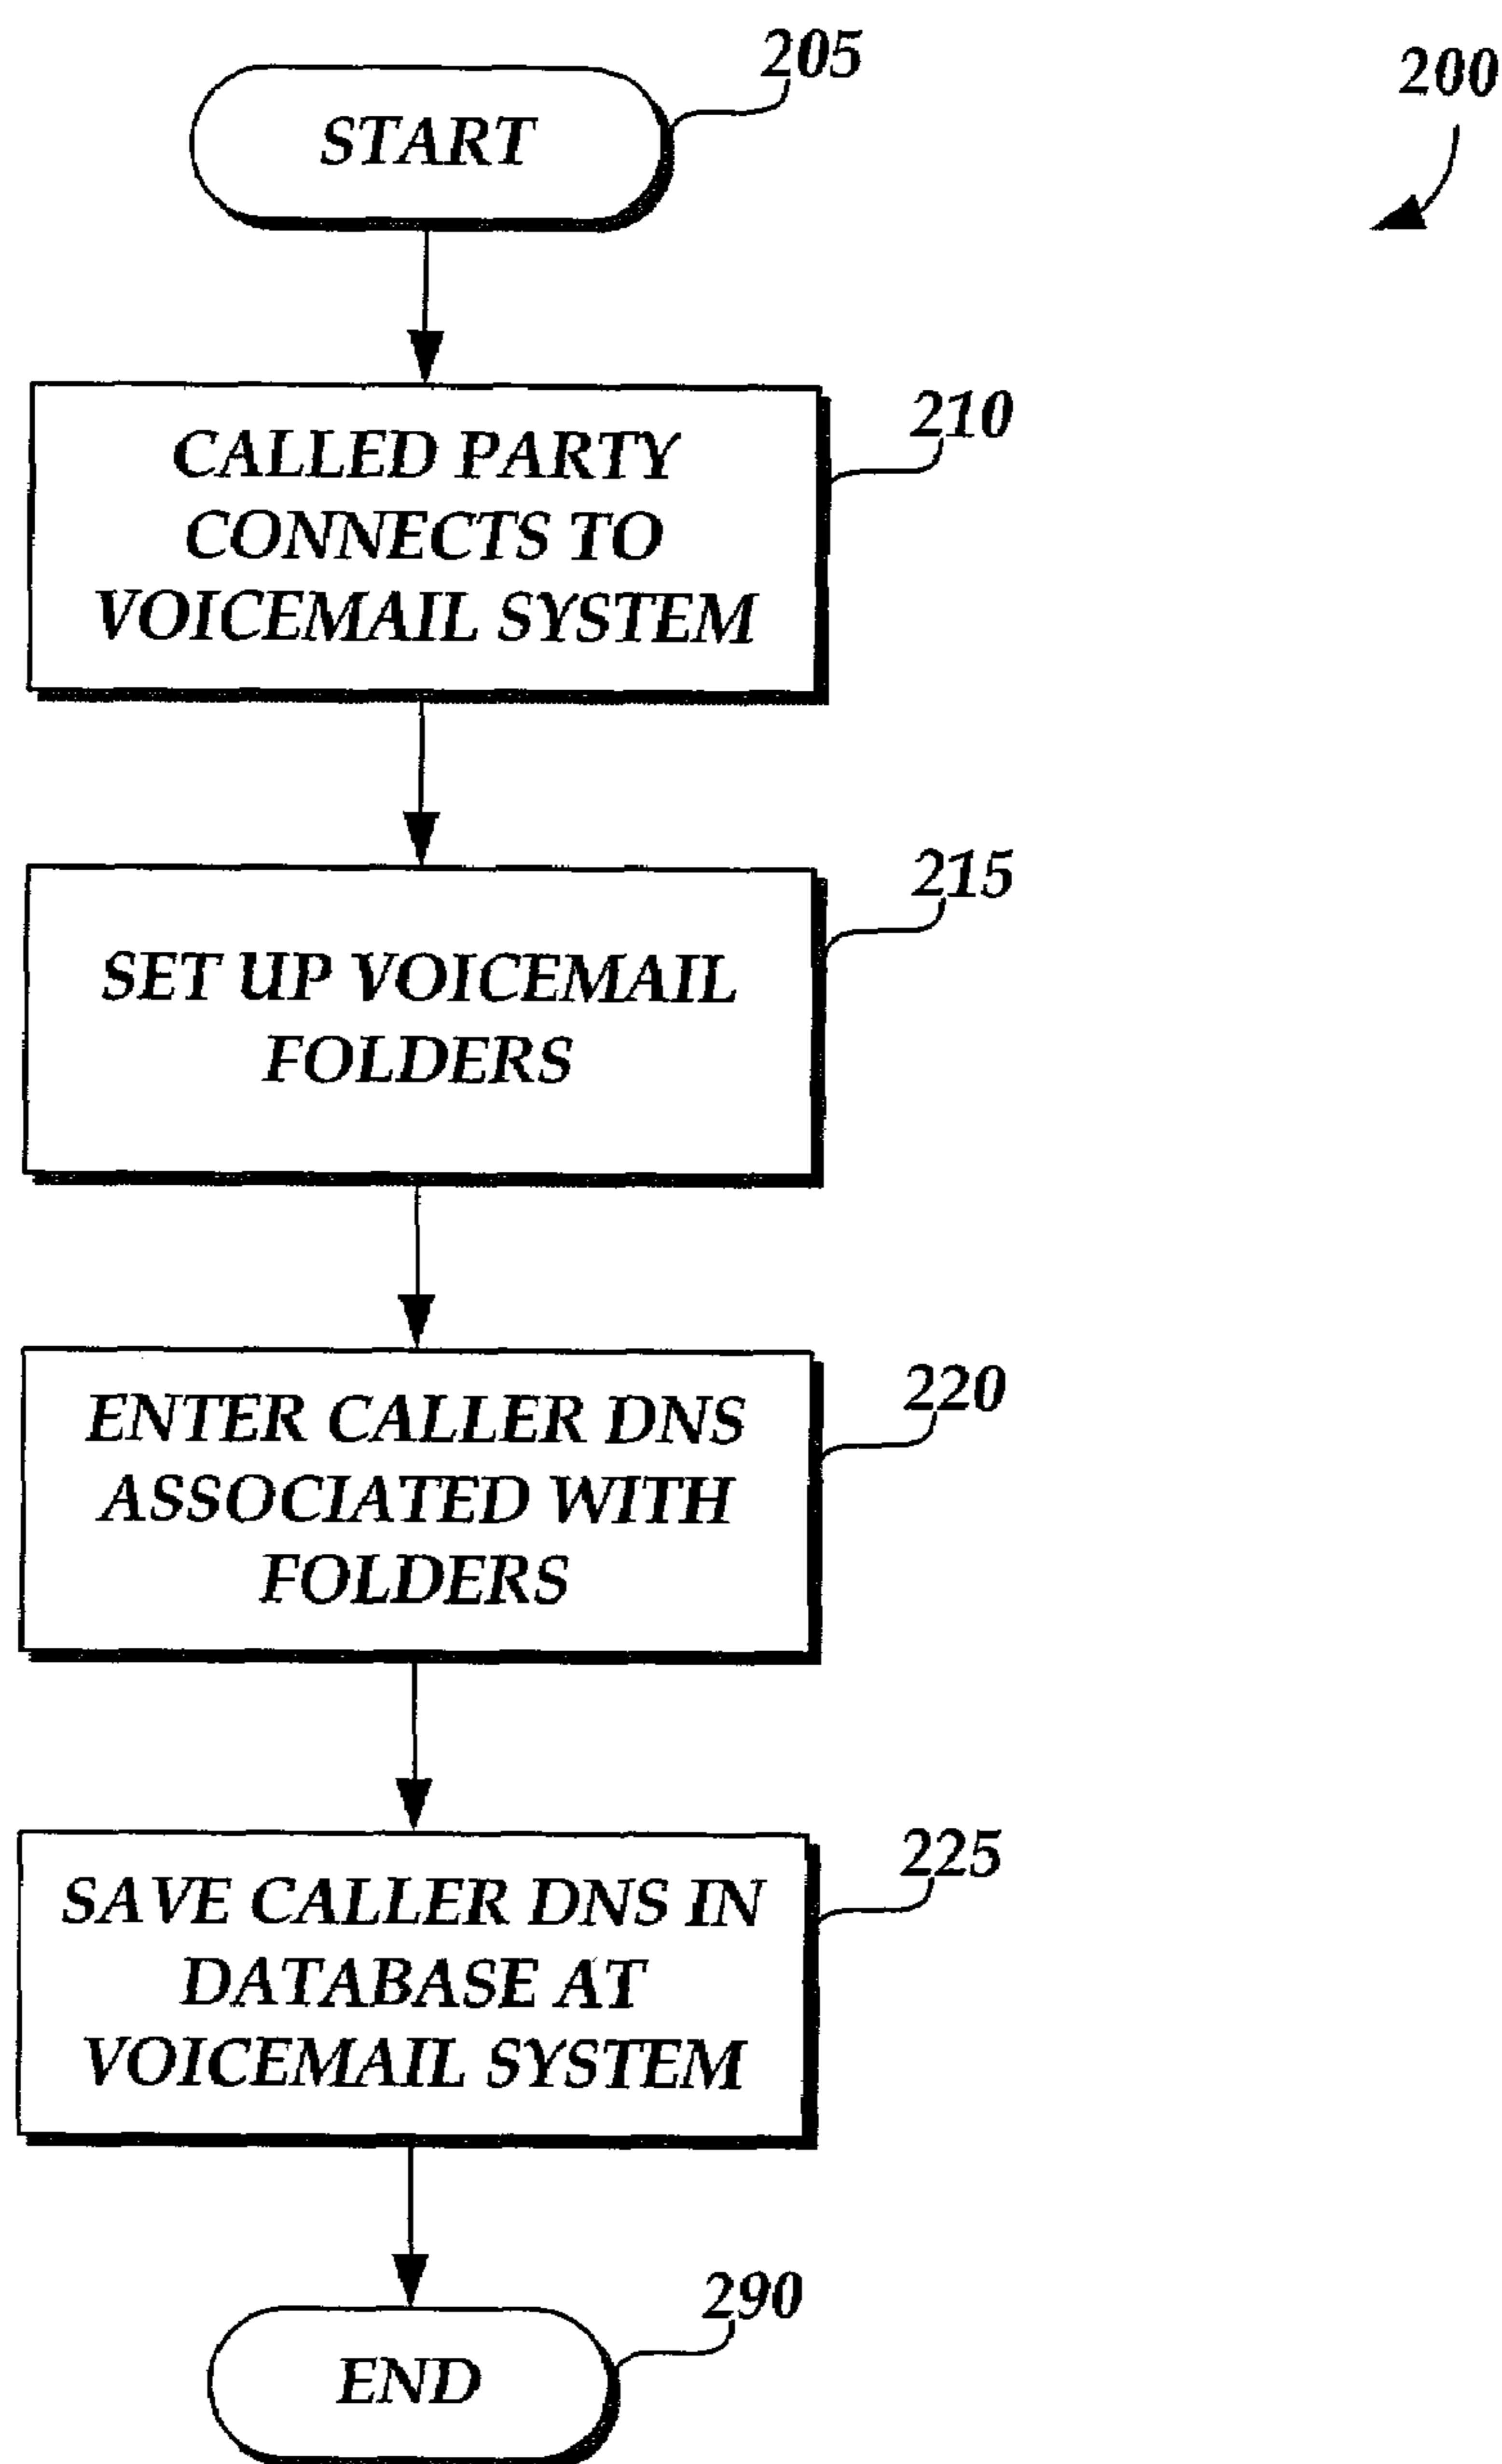 205
200
START
210
CALLED PARTY
CONNECTS TO
VOICEMAIL SYSTEM
215
SET UP VOICEMAIL
FOLDERS
220
ENTER CALLER DNS
ASSOCIATED WITH
FOLDERS
225
SAVE CALLER DNS IN
DATABASE AT
VOICEMAIL SYSTEM
290
END